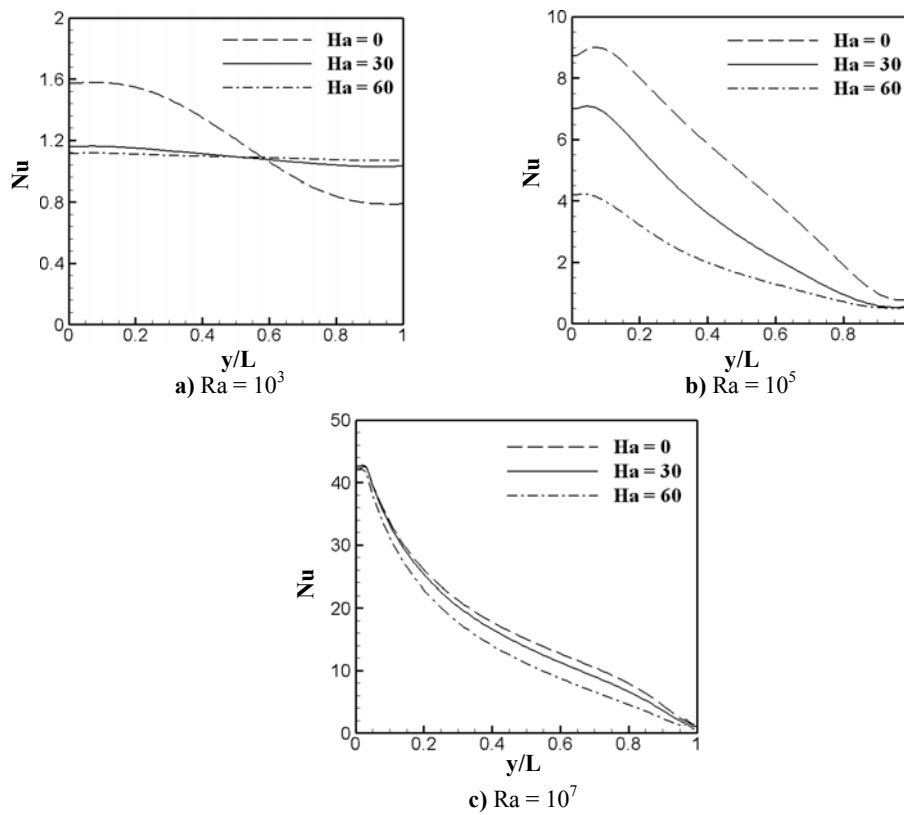 2
1.6
1.2
0.8
0.4
0
Nu
Ha = 0
Ha = 30
Ha = 60
0 0.2 0.4 0.6 0.8 1
y/L
a) Ra = 10³
10
8
6
4
2
0
Nu
Ha = 0
Ha = 30
Ha = 60
0 0.2 0.4 0.6 0.8
y/L
b) Ra = 10⁵
50
40
30
20
10
0
Nu
Ha = 0
Ha = 30
Ha = 60
0 0.2 0.4 0.6 0.8 1
y/L
c) Ra = 10⁷